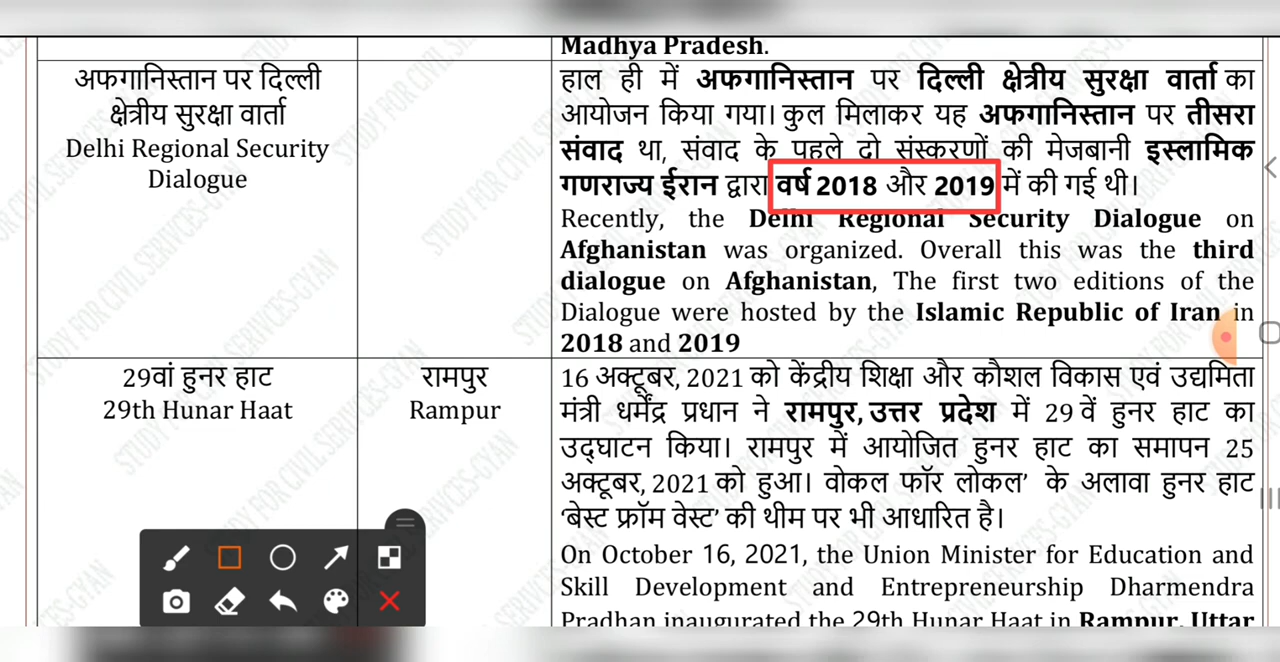 Madhya Pradesh.
अफगानिस्तान पर दिल्ली
क्षेत्रीय सुरक्षा वार्ता
Delhi Regional Security
Dialogue
हाल ही में अफगानिस्तान पर दिल्ली क्षेत्रीय सुरक्षा वार्ता का
आयोजन किया गया। कुल मिलाकर यह अफगानिस्तान पर तीसरा
संवाद था, संवाद के पहले दो संस्करणों की मेजबानी इस्लामिक
गणराज्य ईरान द्वारा वर्ष 2018 और 2019 में की गई थी।
Recently, the Delhi Regional Security Dialogue on
Afghanistan was organized. Overall this was the third
dialogue on Afghanistan, The first two editions of the
Dialogue were hosted by the Islamic Republic of Iran in
2018 and 2019
29वां हुनर हाट
29th Hunar Haat
रामपुर
Rampur
16 अक्टूबर, 2021 को केंद्रीय शिक्षा और कौशल विकास एवं उद्यमिता
मंत्री धर्मेंद्र प्रधान ने रामपुर, उत्तर प्रदेश में 29 वें हुनर हाट का
उद्घाटन किया। रामपुर में आयोजित हुनर हाट का समापन 25
अक्टूबर, 2021 को हुआ। वोकल फॉर लोकल’ के अलावा हुनर हाट
‘बेस्ट फ्रॉम वेस्ट’ की थीम पर भी आधारित है।
On October 16, 2021, the Union Minister for Education and
Skill Development and Entrepreneurship Dharmendra
Pradhan inaugurated the 29th Hunar Haat in Rampur, Uttar
STUDY FOR CIVIL SERIVCES-GYAN